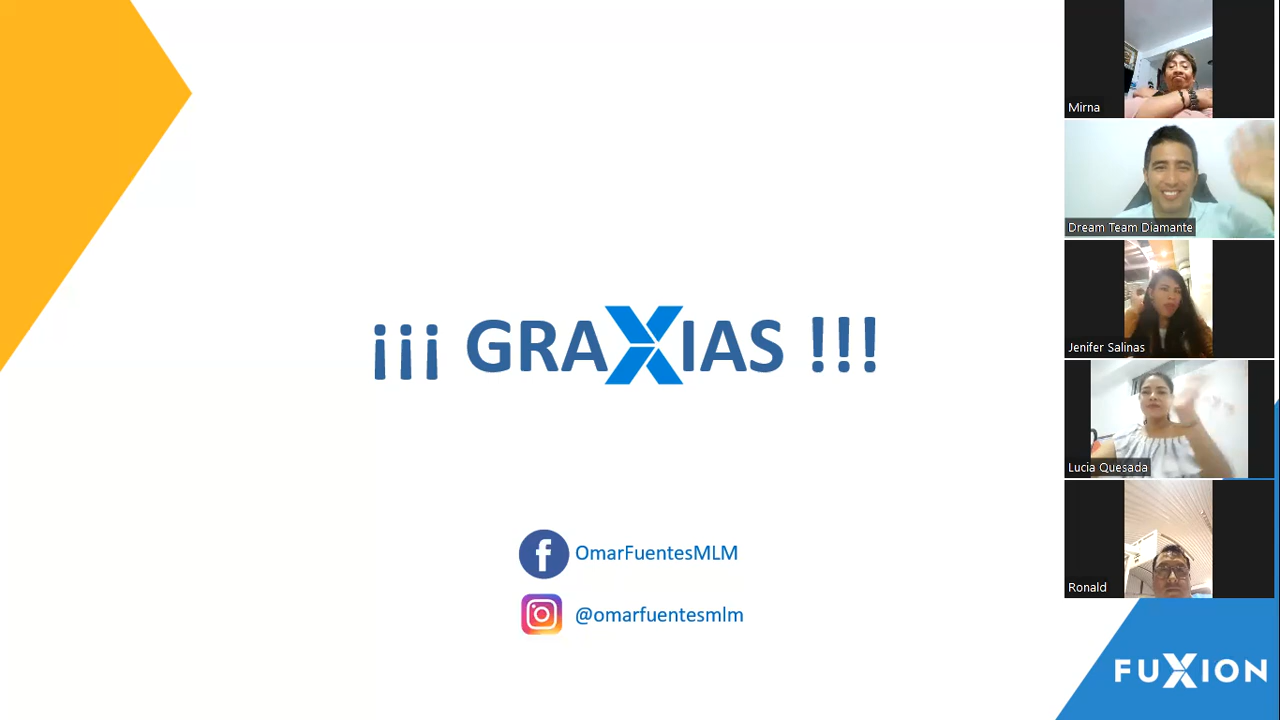 ¡¡¡ GRAXIAS !!!
OmarFuentesMLM
@omarfuentesmlm
Mirna
Dream Team Diamante
Jenifer Salinas
Lucia Quesada
Ronald
FUXION